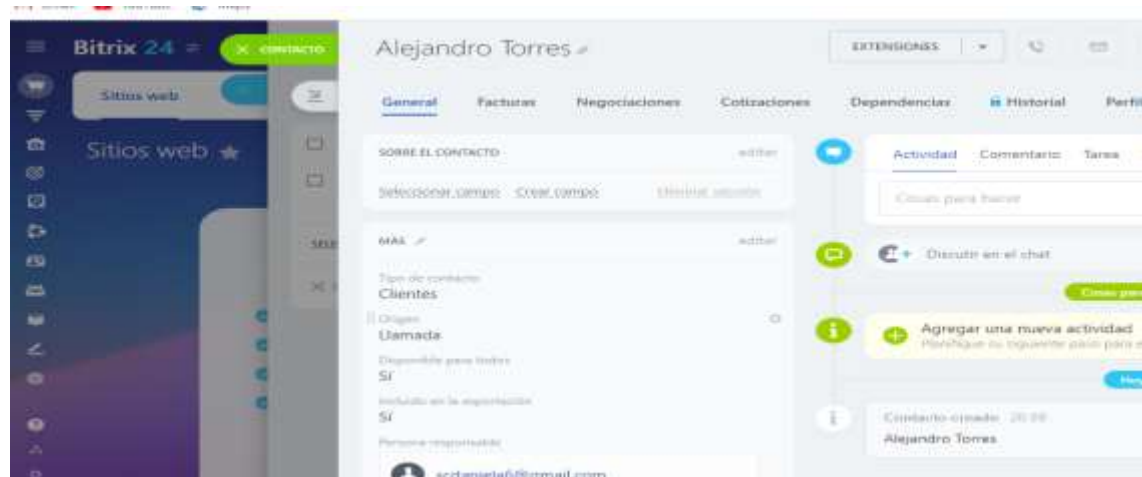 Bitrix 24
CONTACTO
Alejandro Torres
EXTENSIONES
Sitios web
General Facturas Negociaciones Cotizaciones Dependencias Historial
Sitios web
SOBRE EL CONTACTO editar
Actividad Comentario Tarea
Seleccionar campo Crear campo Eliminar sección
Cosas para hacer
MÁS editar
Discutir en el chat
Tipo de contacto
Clientes
Origen
Llamada
Agregar una nueva actividad
Disponible para todos
Sí
Incluido en la exportación
Sí
Contacto creado
Alejandro Torres
Persona responsable